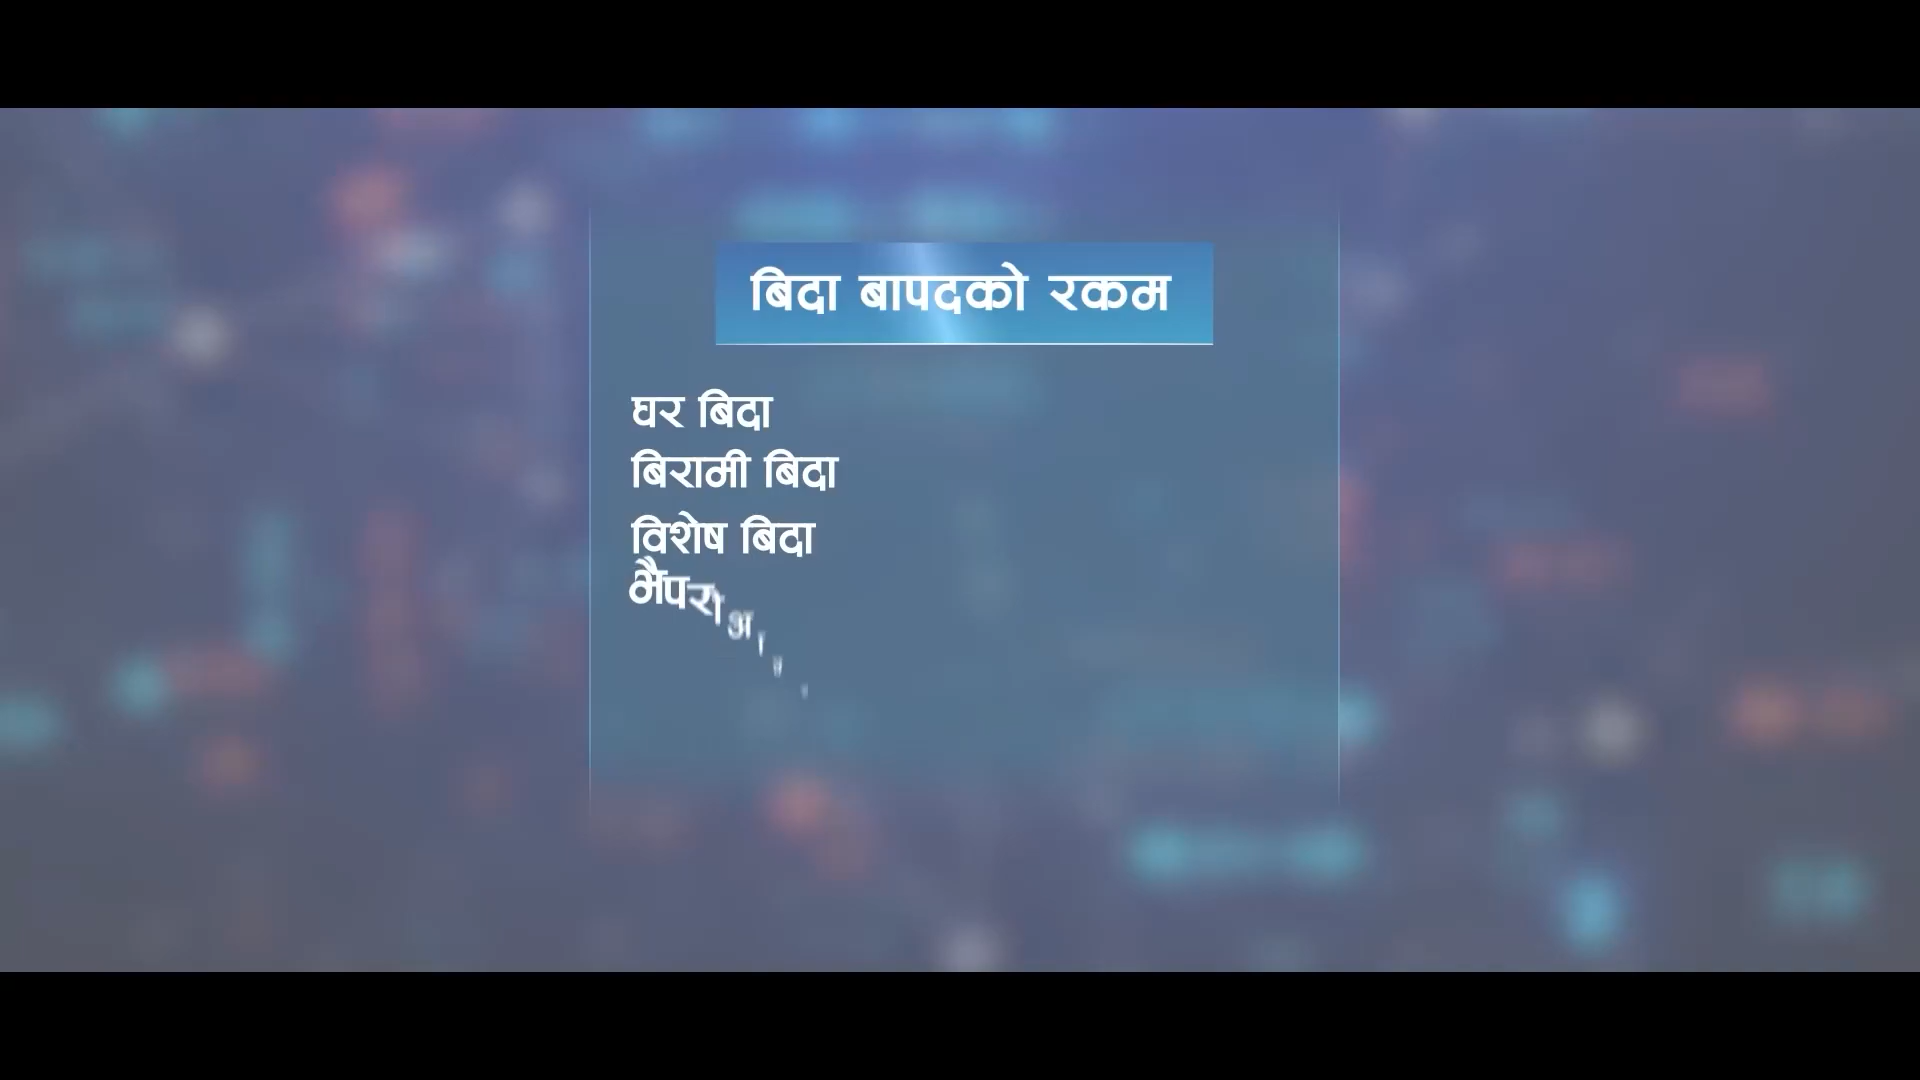 बिदा बापदको रकम
घर बिदा
बिरामी बिदा
विशेष बिदा